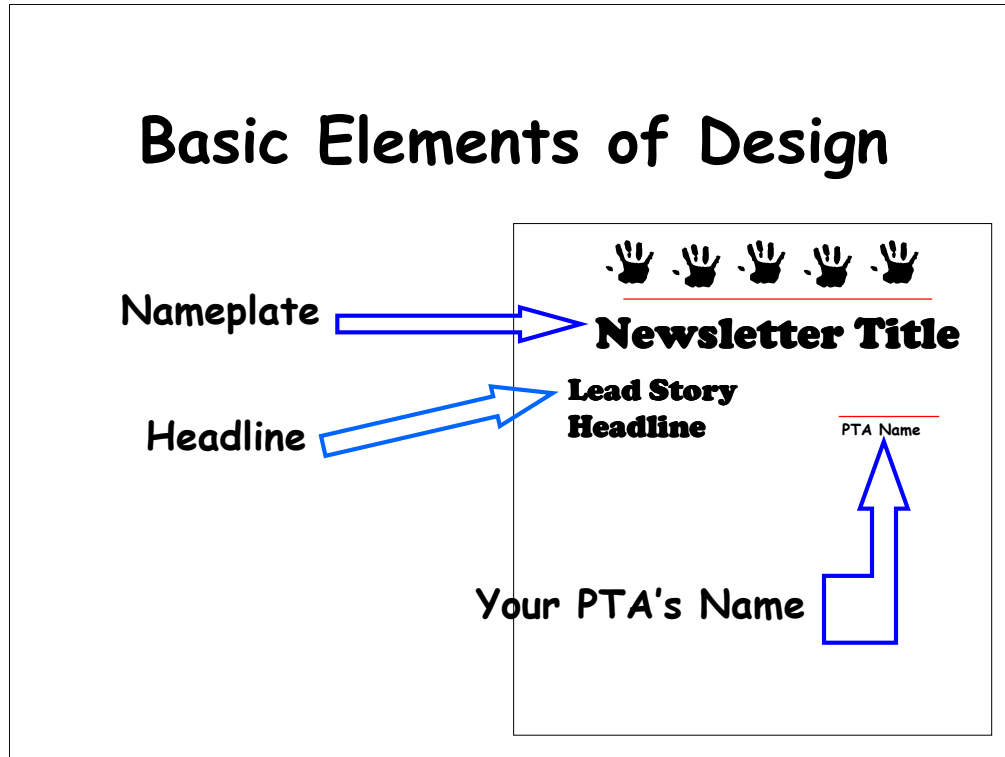 Basic Elements of Design
Nameplate
Newsletter Title
Lead Story
Headline
Headline
PTA Name
Your PTA's Name